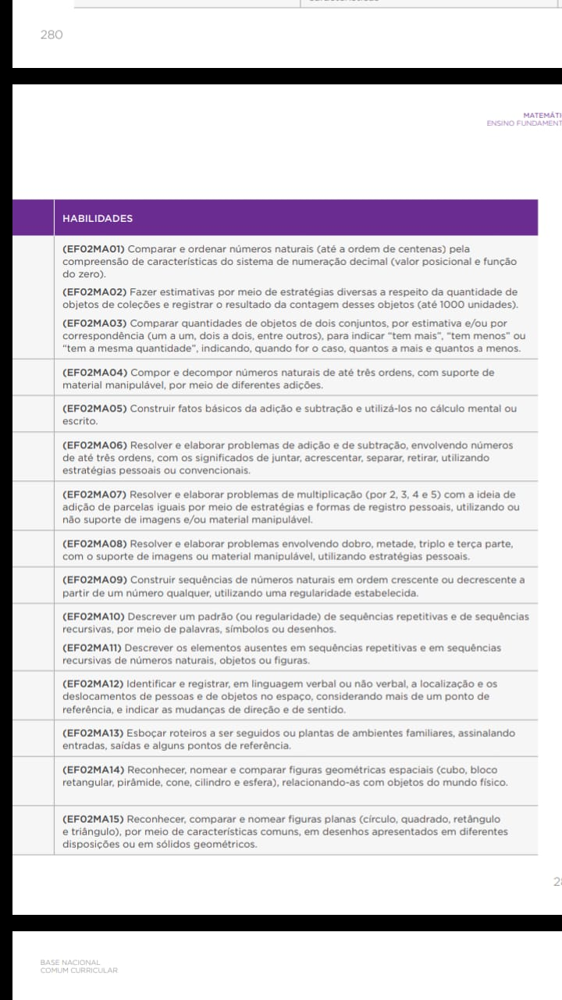 280
MATEMÁTI
ENSINO FUNDAMENT
HABILIDADES
(EF02MA01) Comparar e ordenar números naturais (até a ordem de centenas) pela
compreensão de características do sistema de numeração decimal (valor posicional e função
do zero).
(EF02MA02) Fazer estimativas por meio de estratégias diversas a respeito da quantidade de
objetos de coleções e registrar o resultado da contagem desses objetos (até 1000 unidades).
(EF02MA03) Comparar quantidades de objetos de dois conjuntos, por estimativa e/ou por
correspondência (um a um, dois a dois, entre outros), para indicar “tem mais”, “tem menos” ou
“tem a mesma quantidade”, indicando, quando for o caso, quantos a mais e quantos a menos.
(EF02MA04) Compor e decompor números naturais de até três ordens, com suporte de
material manipulável, por meio de diferentes adições.
(EF02MA05) Construir fatos básicos da adição e subtração e utilizá-los no cálculo mental ou
escrito.
(EF02MA06) Resolver e elaborar problemas de adição e de subtração, envolvendo números
de até três ordens, com os significados de juntar, acrescentar, separar, retirar, utilizando
estratégias pessoais ou convencionais.
(EF02MA07) Resolver e elaborar problemas de multiplicação (por 2, 3, 4 e 5) com a ideia de
adição de parcelas iguais por meio de estratégias e formas de registro pessoais, utilizando ou
não suporte de imagens e/ou material manipulável.
(EF02MA08) Resolver e elaborar problemas envolvendo dobro, metade, triplo e terça parte,
com o suporte de imagens ou material manipulável, utilizando estratégias pessoais.
(EF02MA09) Construir sequências de números naturais em ordem crescente ou decrescente a
partir de um número qualquer, utilizando uma regularidade estabelecida.
(EF02MA10) Descrever um padrão (ou regularidade) de sequências repetitivas e de sequências
recursivas, por meio de palavras, símbolos ou desenhos.
(EF02MA11) Descrever os elementos ausentes em sequências repetitivas e em sequências
recursivas de números naturais, objetos ou figuras.
(EF02MA12) Identificar e registrar, em linguagem verbal ou não verbal, a localização e os
deslocamentos de pessoas e de objetos no espaço, considerando mais de um ponto de
referência, e indicar as mudanças de direção e de sentido.
(EF02MA13) Esboçar roteiros a ser seguidos ou plantas de ambientes familiares, assinalando
entradas, saídas e alguns pontos de referência.
(EF02MA14) Reconhecer, nomear e comparar figuras geométricas espaciais (cubo, bloco
retangular, pirâmide, cone, cilindro e esfera), relacionando-as com objetos do mundo físico.
(EF02MA15) Reconhecer, comparar e nomear figuras planas (círculo, quadrado, retângulo
e triângulo), por meio de características comuns, em desenhos apresentados em diferentes
disposições ou em sólidos geométricos.
BASE NACIONAL
COMUM CURRICULAR